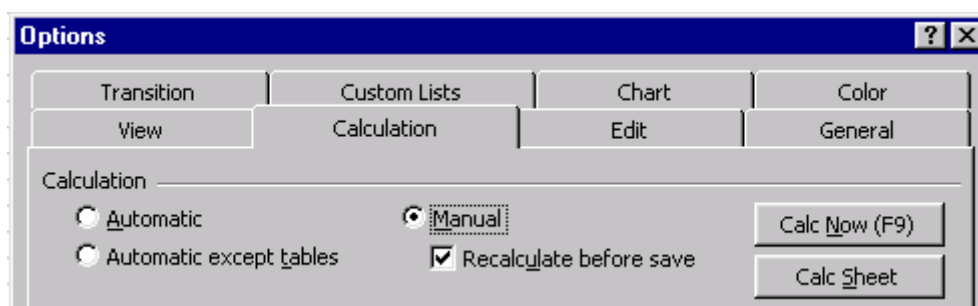 Options
Transition Custom Lists Chart Color
View Calculation Edit General
Calculation
Automatic Manual Calc Now (F9)
Automatic except tables Recalculate before save
Calc Sheet